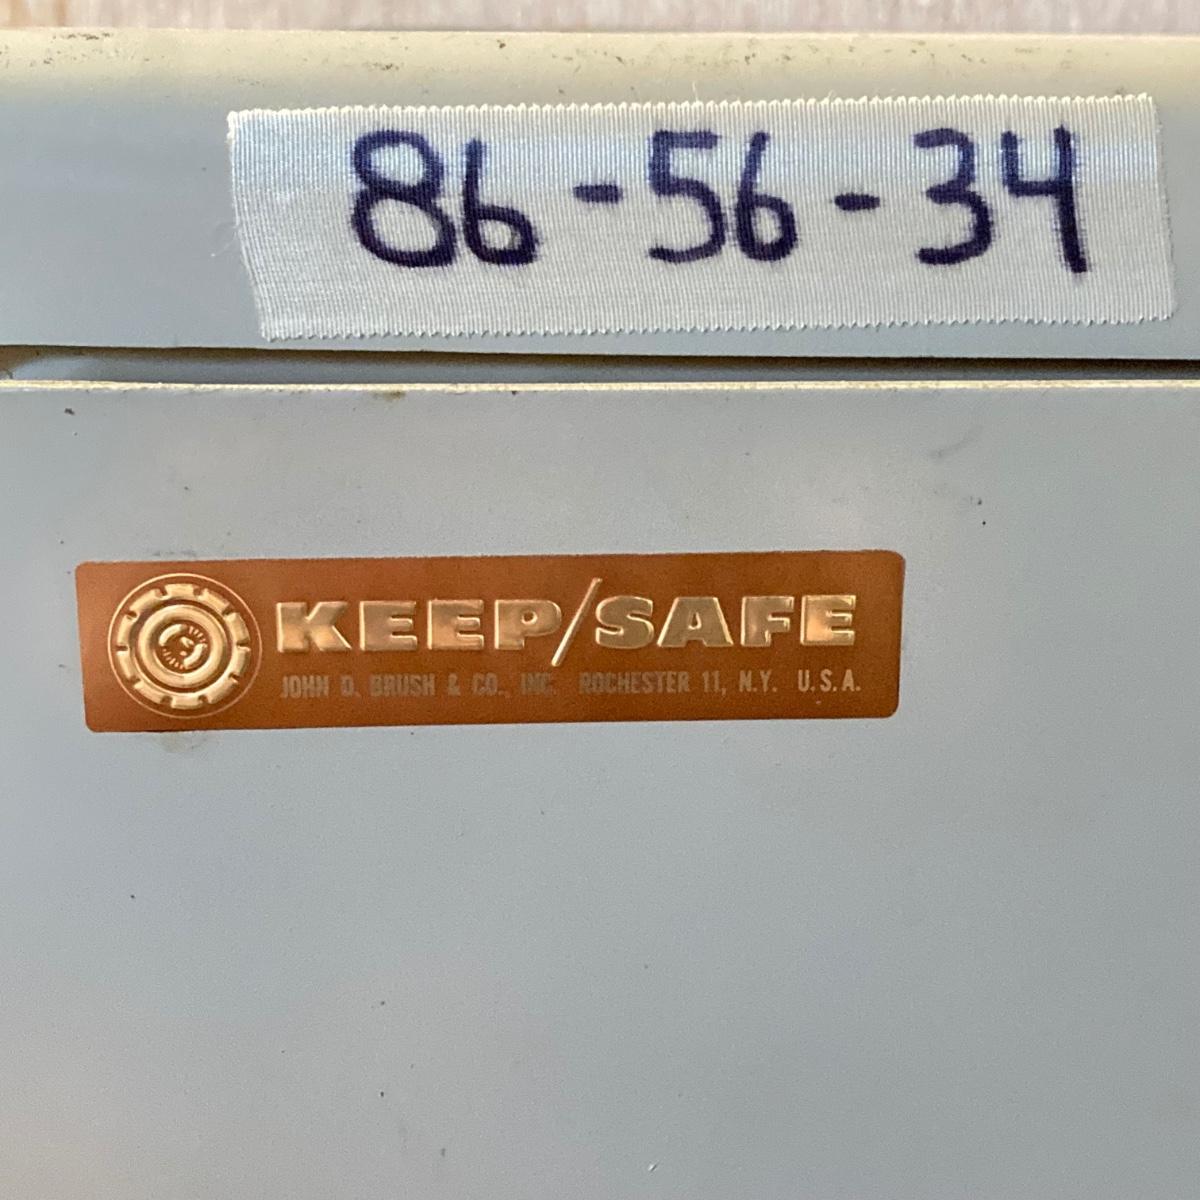 86-56-34
KEEP/SAFE
JOHN D. BRUSH & CO., INC. ROCHESTER 11, N.Y. U.S.A.